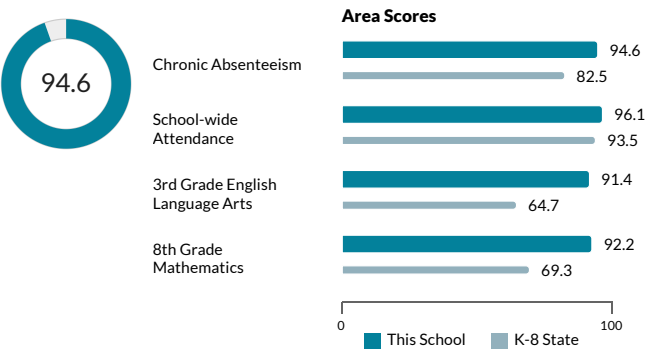 Area Scores
94.6
Chronic Absenteeism
94.6
82.5
School-wide
Attendance
96.1
93.5
3rd Grade English
Language Arts
91.4
64.7
8th Grade
Mathematics
92.2
69.3
0
100
This School
K-8 State